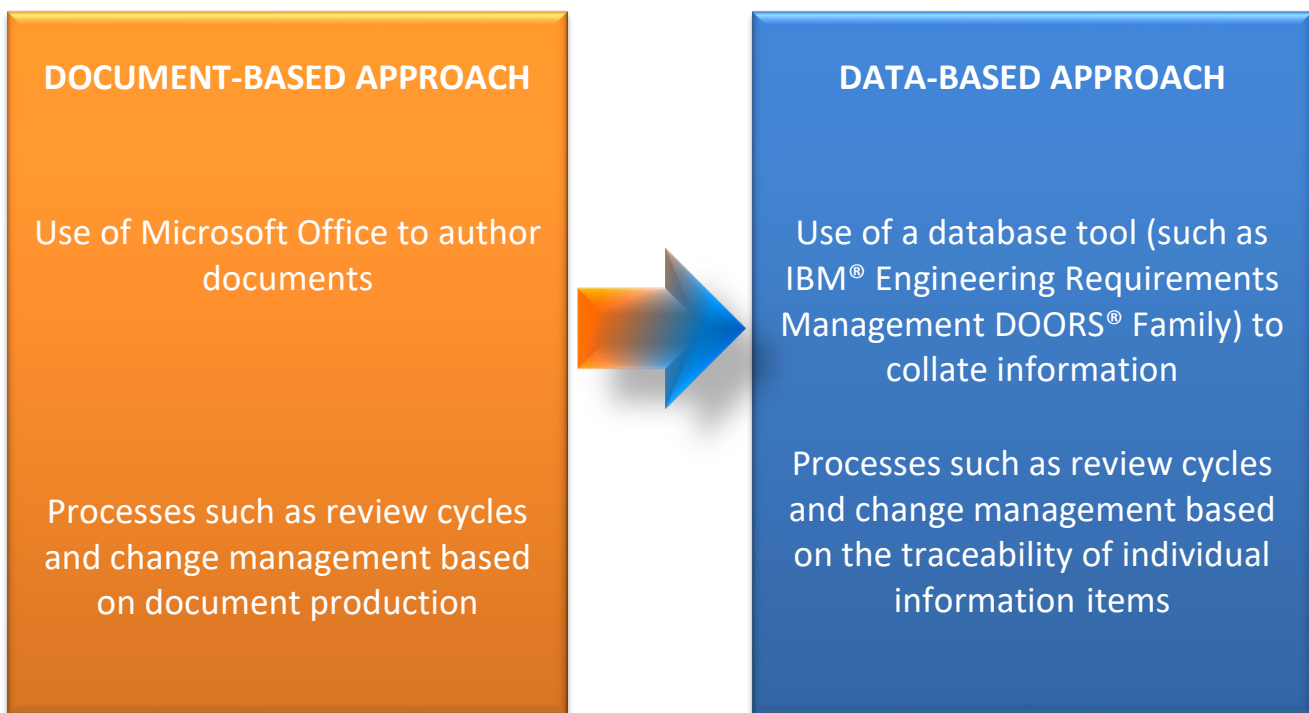 DOCUMENT-BASED APPROACH
Use of Microsoft Office to author
documents
Processes such as review cycles
and change management based
on document production
DATA-BASED APPROACH
Use of a database tool (such as
IBM® Engineering Requirements
Management DOORS® Family) to
collate information
Processes such as review cycles
and change management based
on the traceability of individual
information items